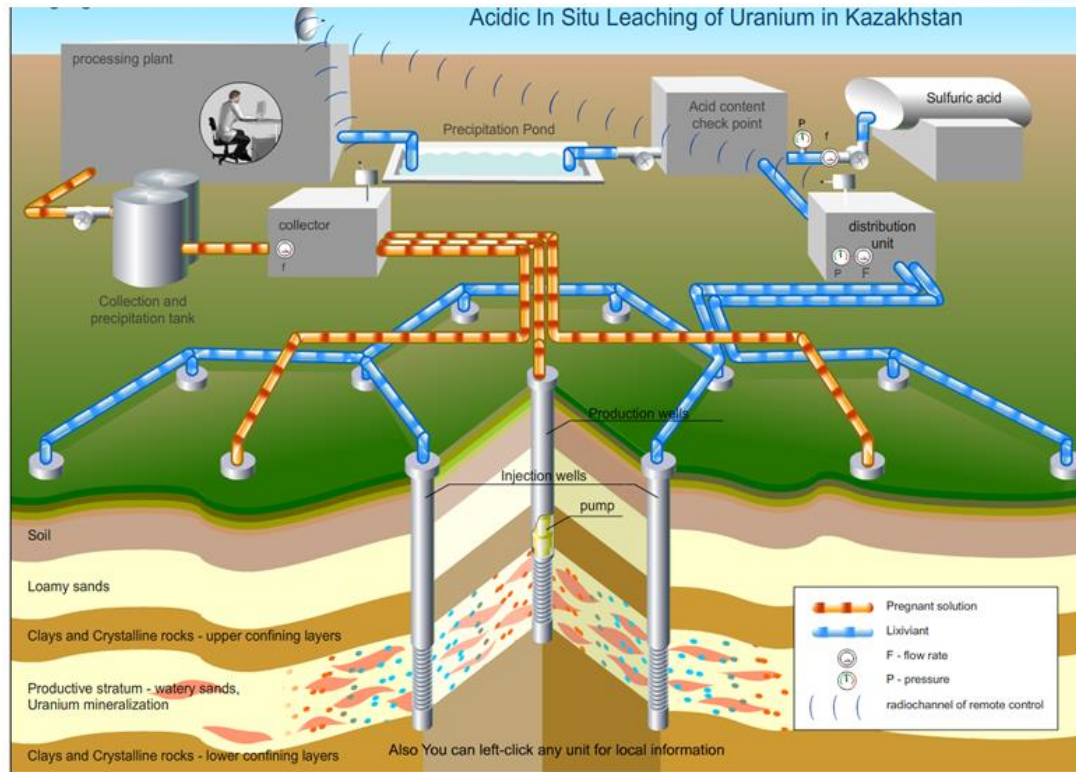 Acidic In Situ Leaching of Uranium in Kazakhstan
processing plant
Precipitation Pond
Acid content
check point
P
f
Sulfuric acid
collector
f
distribution
unit
P F
Collection and
precipitation tank
Production wells
Injection wells
pump
Soil
Loamy sands
Clays and Crystalline rocks - upper confining layers
Productive stratum - watery sands,
Uranium mineralization
Clays and Crystalline rocks - lower confining layers
Also You can left-click any unit for local information
Pregnant solution
Lixiviant
F - flow rate
P - pressure
radiochannel of remote control